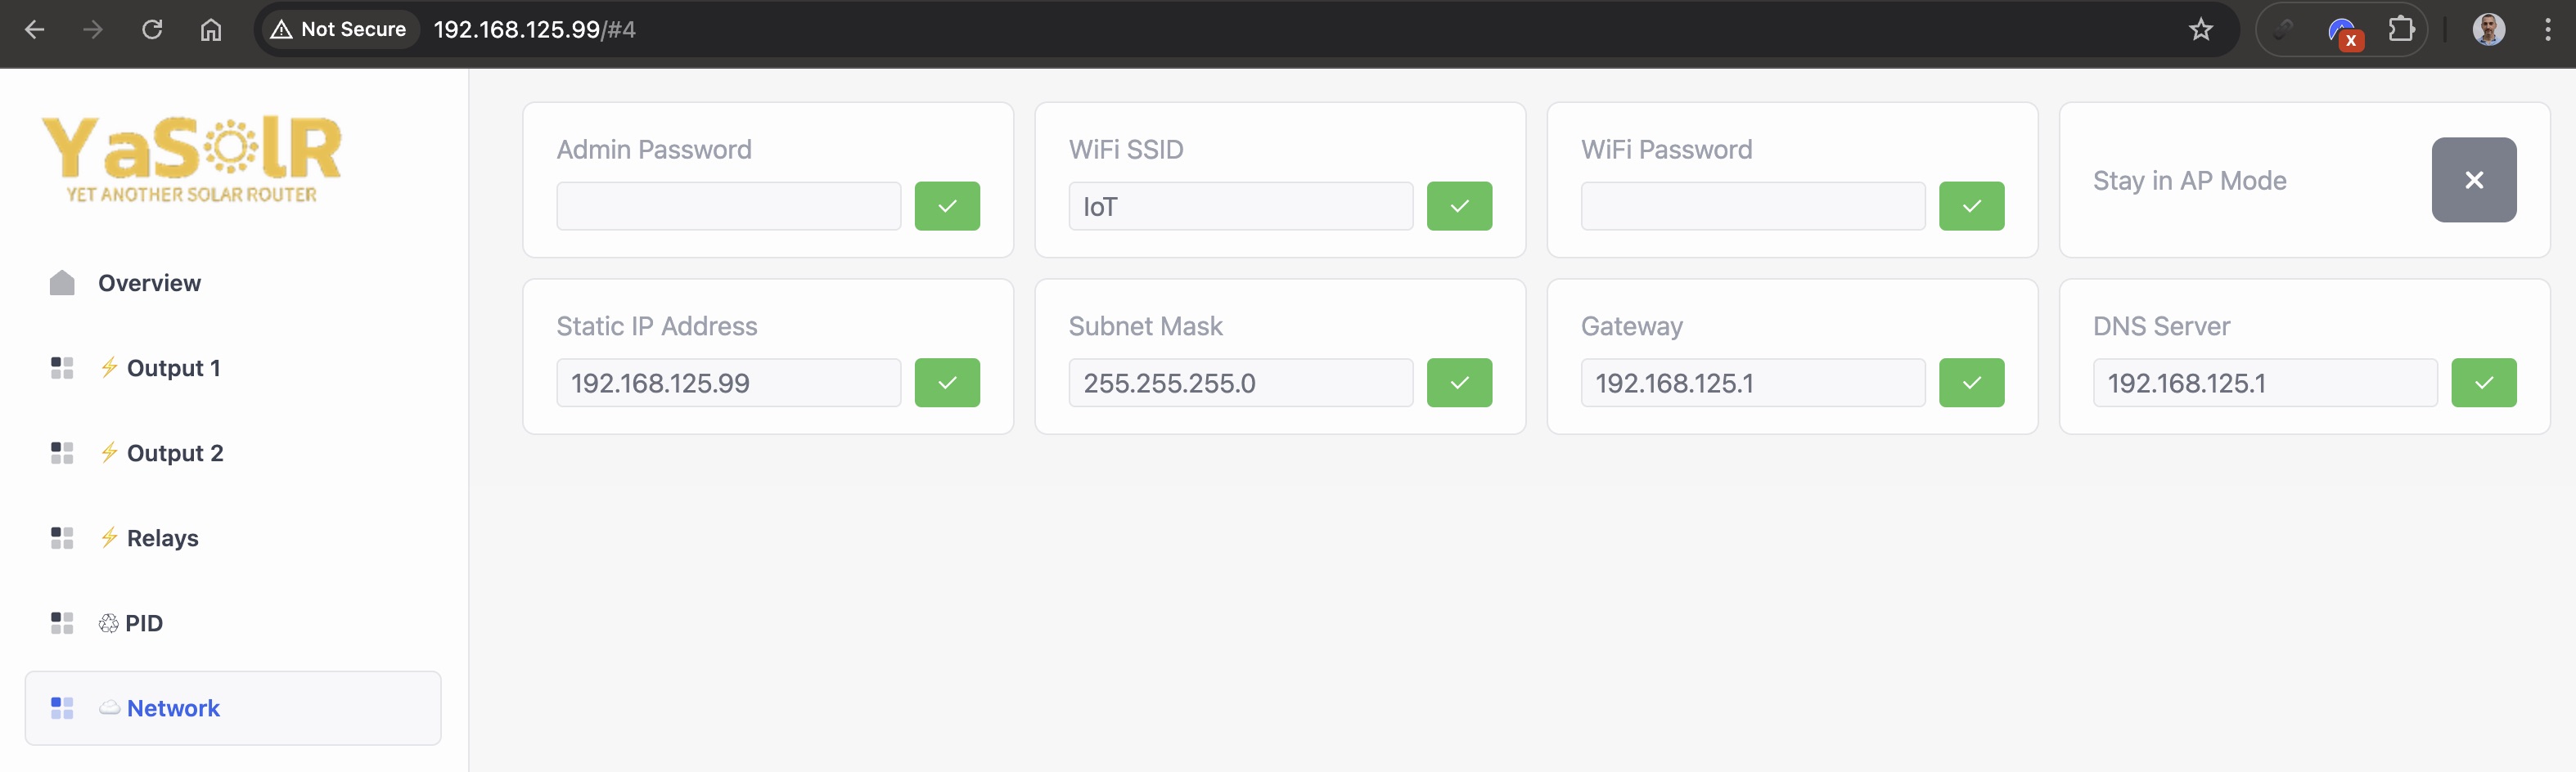 Not Secure
192.168.125.99/#4
X
YaSolR
YET ANOTHER SOLAR ROUTER
Overview
⚡ Output 1
⚡ Output 2
⚡ Relays
♲ PID
☁️ Network
Admin Password
WiFi SSID
IoT
WiFi Password
Stay in AP Mode
Static IP Address
192.168.125.99
Subnet Mask
255.255.255.0
Gateway
192.168.125.1
DNS Server
192.168.125.1